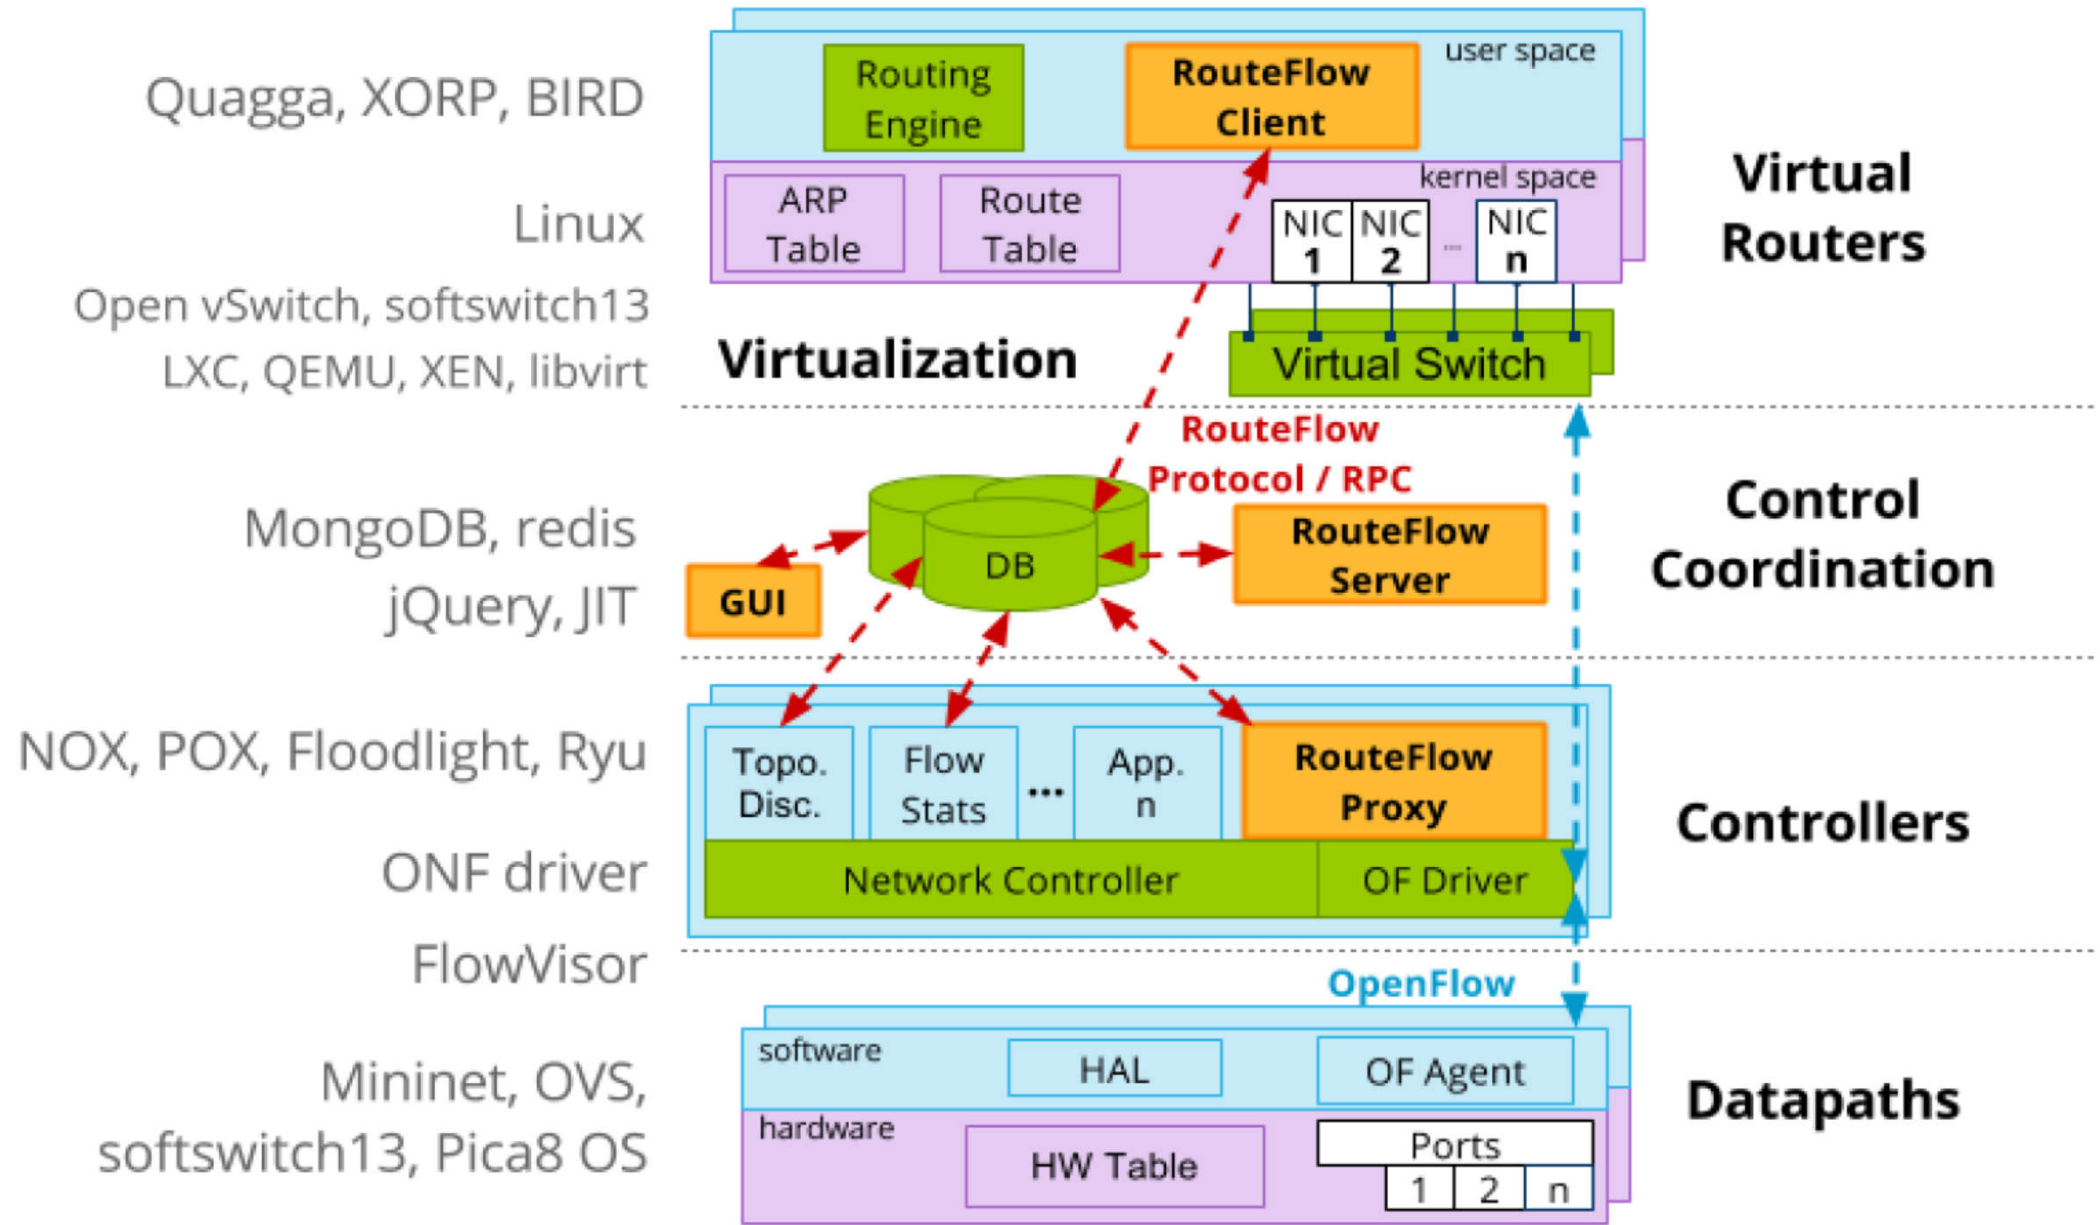 Quagga, XORP, BIRD
Routing
Engine
RouteFlow
Client
user space
Linux
ARP
Table
Route
Table
kernel space
NIC
1
NIC
2
...
NIC
n
Virtual
Routers
Open vSwitch, softswitch13
LXC, QEMU, XEN, libvirt
Virtualization
Virtual Switch
RouteFlow
Protocol / RPC
MongoDB, redis
jQuery, JIT
GUI
DB
RouteFlow
Server
Control
Coordination
NOX, POX, Floodlight, Ryu
Topo.
Disc.
Flow
Stats
...
App.
n
RouteFlow
Proxy
Controllers
ONF driver
Network Controller
OF Driver
FlowVisor
OpenFlow
Mininet, OVS,
softswitch13, Pica8 OS
software
HAL
OF Agent
hardware
HW Table
Ports
1
2
n
Datapaths